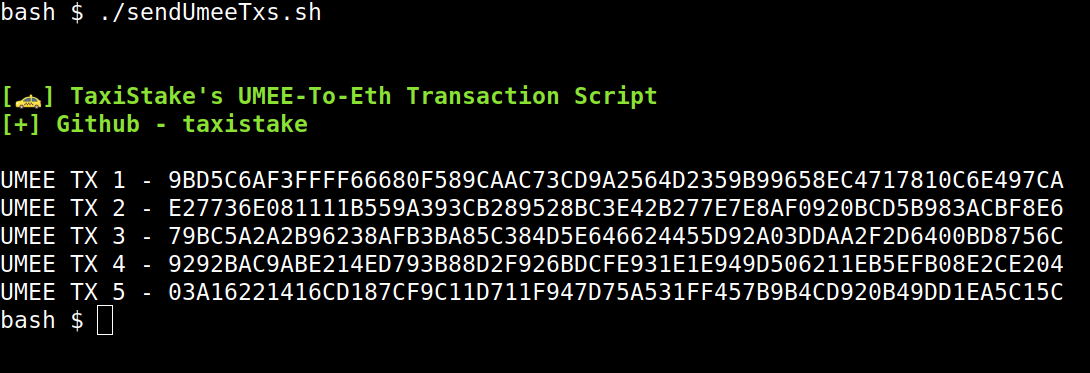 bash $ ./sendUmeeTxs.sh
[🚕] TaxiStake's UMEE-To-Eth Transaction Script
[+] Github - taxistake
UMEE TX 1 - 9BD5C6AF3FFFF66680F589CAAC73CD9A2564D2359B99658EC4717810C6E497CA
UMEE TX 2 - E27736E081111B559A393CB289528BC3E42B277E7E8AF0920BCD5B983ACBF8E6
UMEE TX 3 - 79BC5A2A2B96238AFB3BA85C384D5E646624455D92A03DDAA2F2D6400BD8756C
UMEE TX 4 - 9292BAC9ABE214ED793B88D2F926BDCFE931E1E949D506211EB5EFB08E2CE204
UMEE TX 5 - 03A16221416CD187CF9C11D711F947D75A531FF457B9B4CD920B49DD1EA5C15C
bash $